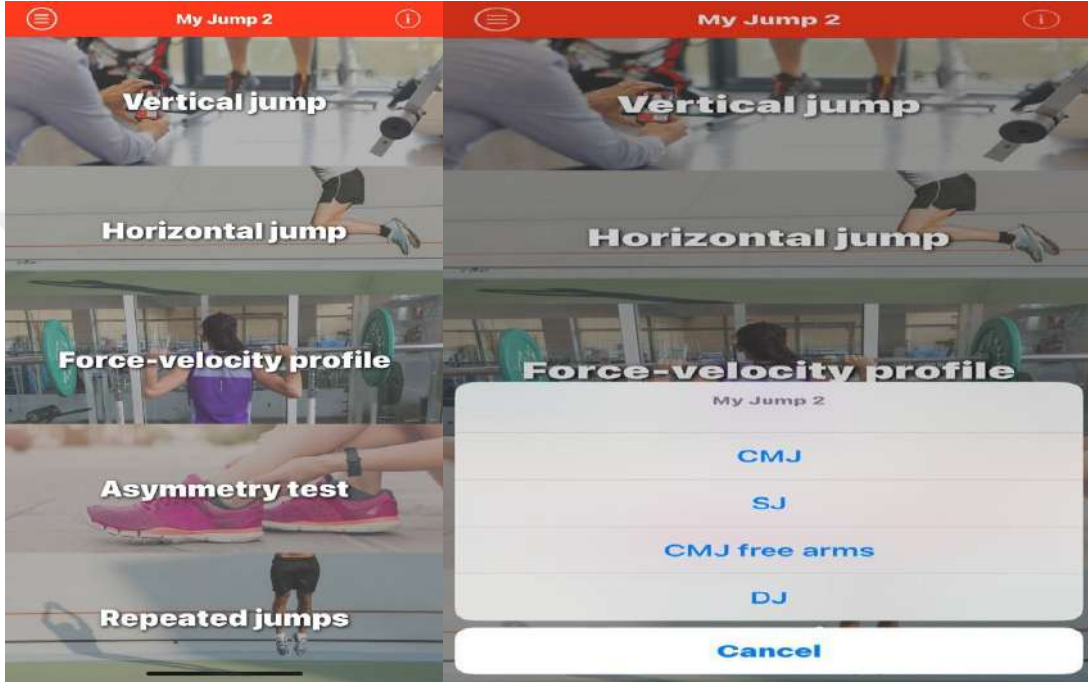 My Jump 2
Vertical jump
Horizontal jump
Force-velocity profile
Asymmetry test
Repeated jumps
My Jump 2
Vertical jump
Horizontal jump
Force-velocity profile
My Jump 2
CMJ
SJ
CMJ free arms
DJ
Cancel